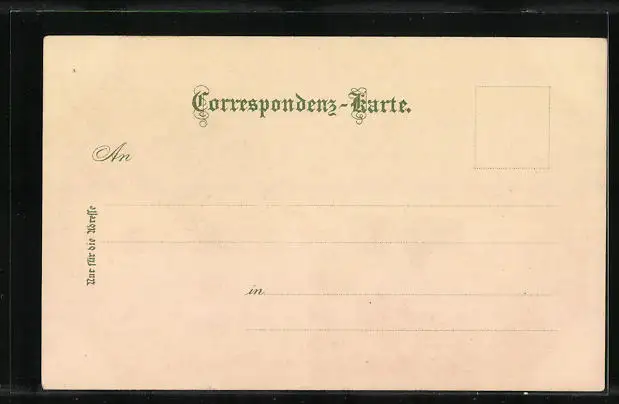 Correspondenz-Karte.
An
Nur für die Adresse
in